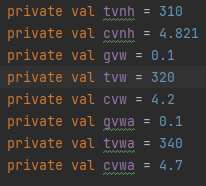 private val tvnh = 310
private val cvnh = 4.821
private val gvw = 0.1
private val tvw = 320
private val cvw = 4.2
private val gvwa = 0.1
private val tvwa = 340
private val cvwa = 4.7